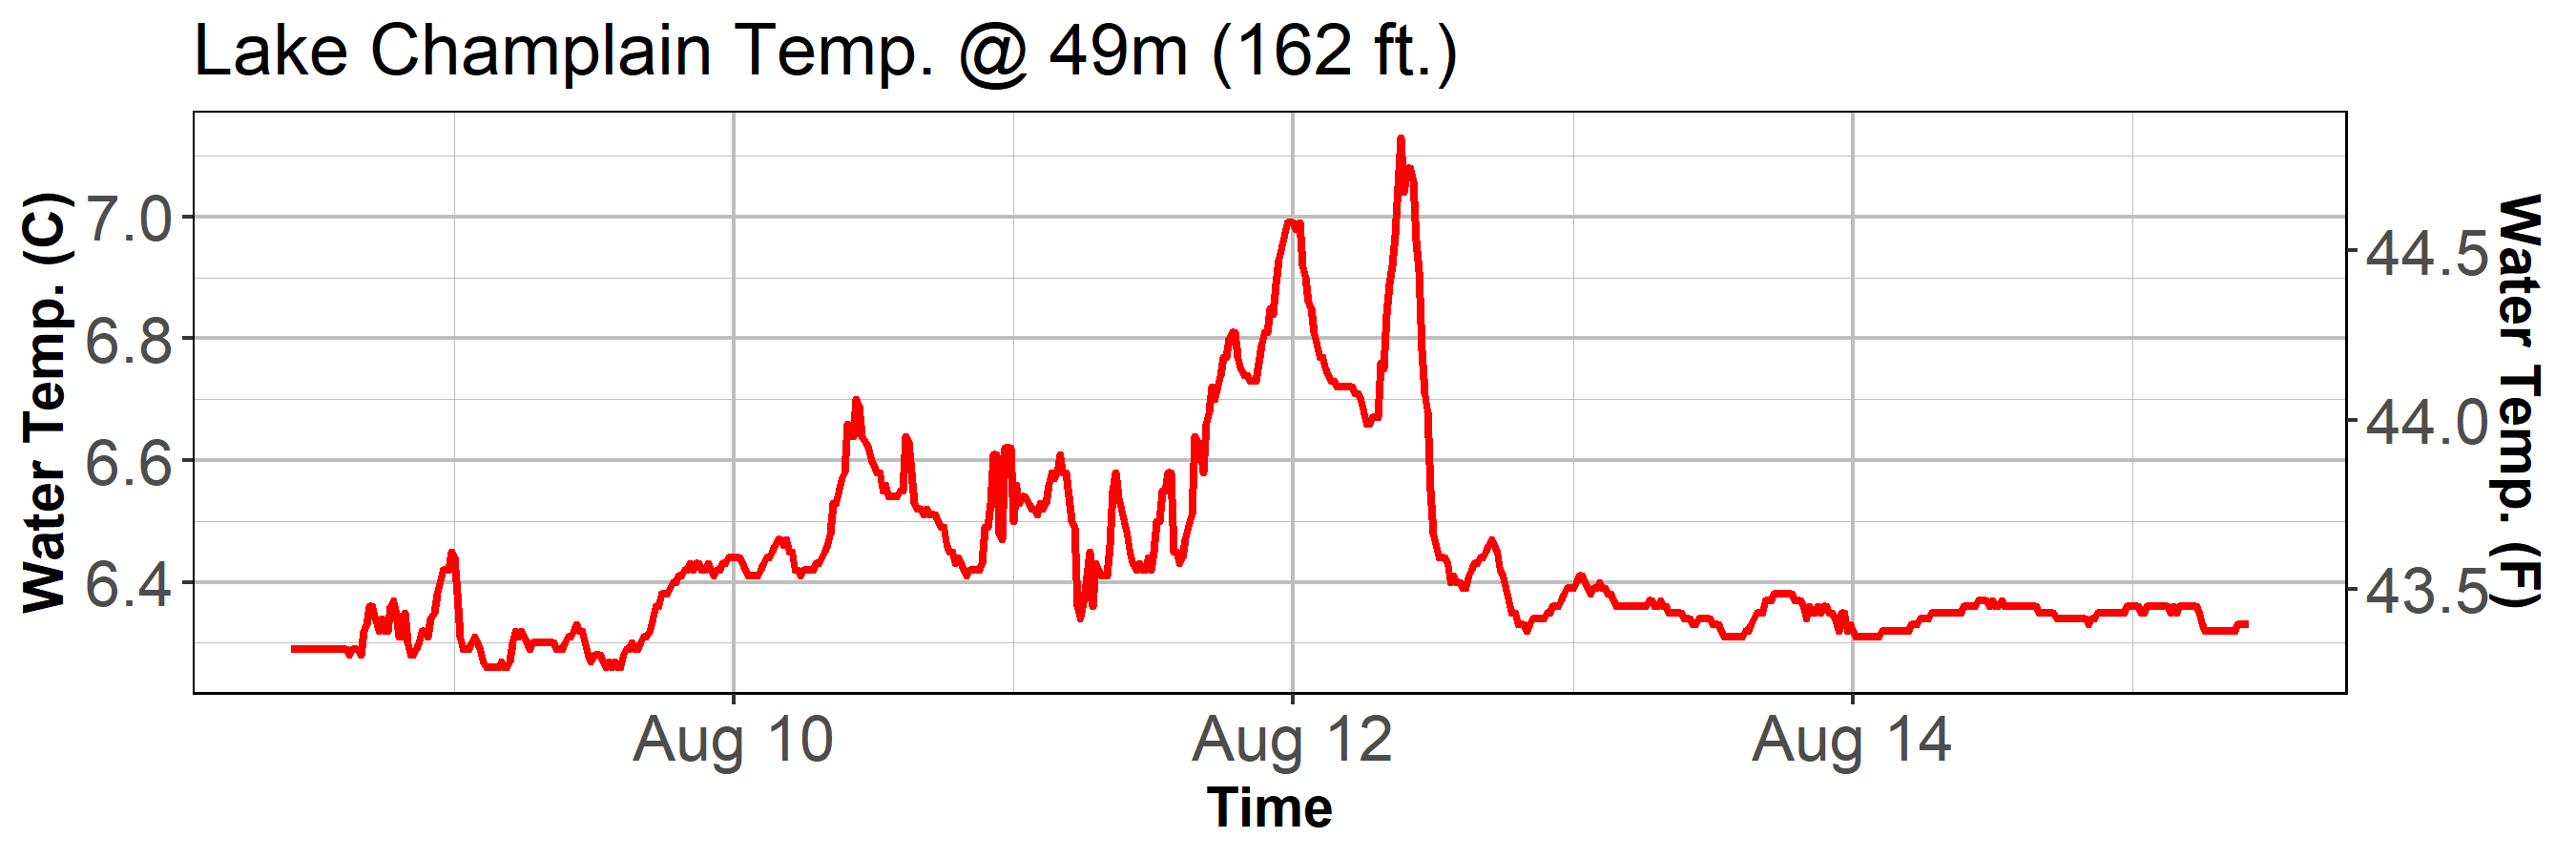 Lake Champlain Temp. @ 49m (162 ft.)
Water Temp. (C)
7.0
6.8
6.6
6.4
44.5
44.0
43.5
Water Temp. (F)
Aug 10
Aug 12
Aug 14
Time